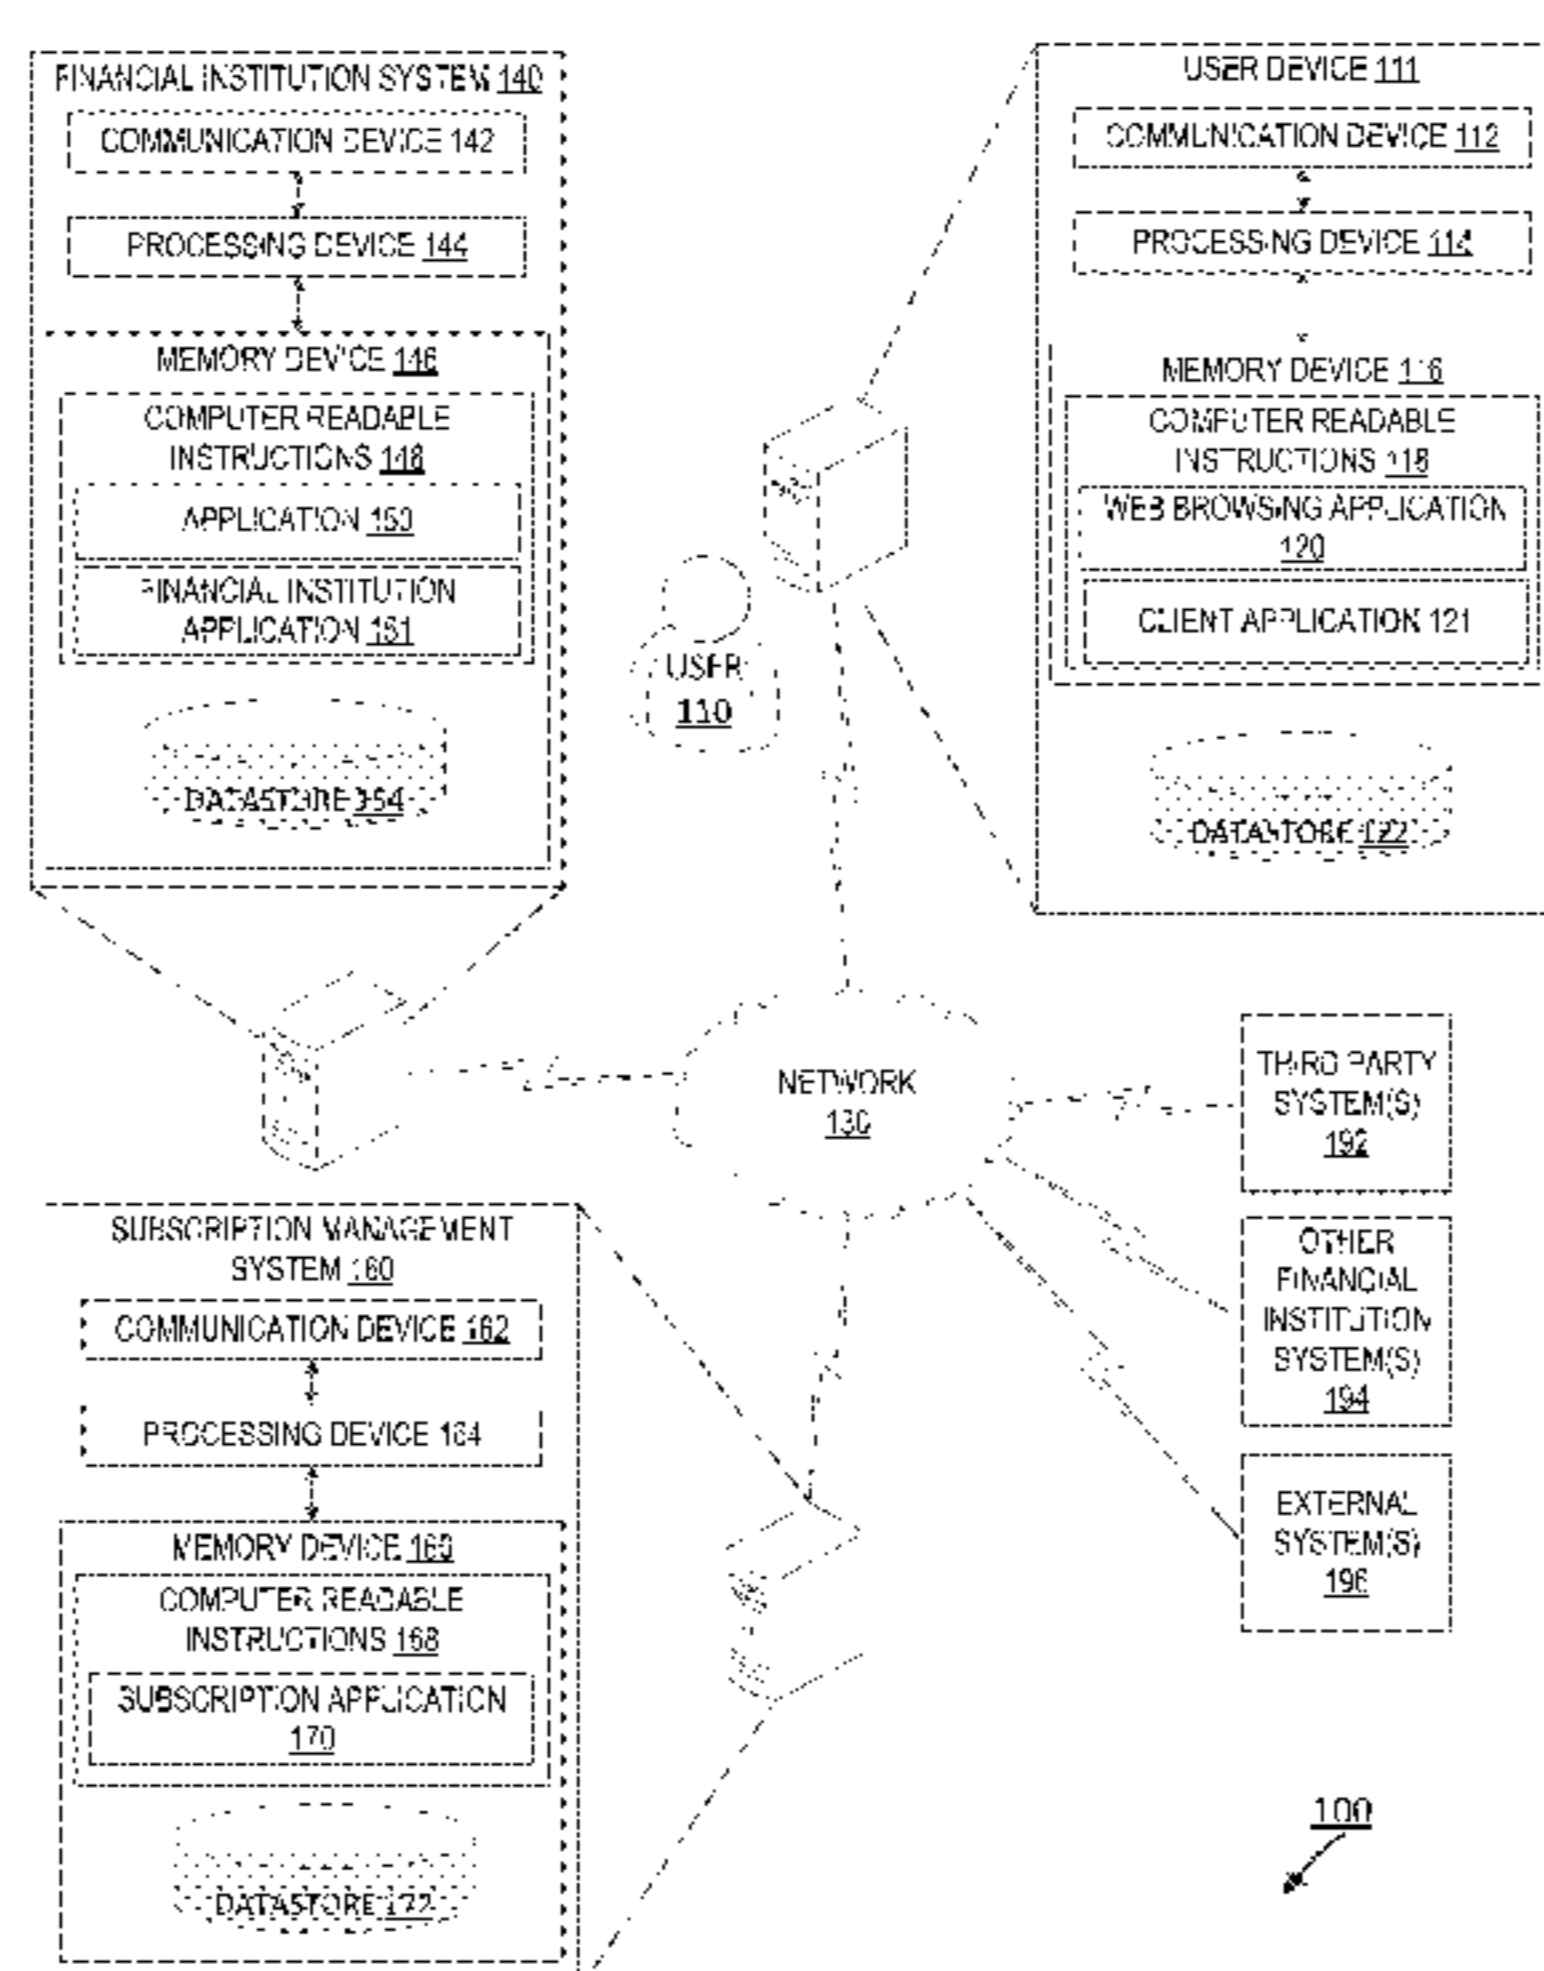 FINANCIAL INSTITUTION SYSTEM 140
COMMUNICATION DEVICE 142
PROCESSING DEVICE 144
MEMORY DEVICE 146
COMPUTER READABLE
INSTRUCTIONS 148
APPLICATION 150
FINANCIAL INSTITUTION
APPLICATION 151
DATASTORE 154
USER DEVICE 111
COMMUNICATION DEVICE 112
PROCESSING DEVICE 114
MEMORY DEVICE 116
COMPUTER READABLE
INSTRUCTIONS 118
WEB BROWSING APPLICATION
120
CLIENT APPLICATION 121
DATASTORE 122
USER
110
NETWORK
130
THIRD PARTY
SYSTEM(S)
192
OTHER
FINANCIAL
INSTITUTION
SYSTEM(S)
194
EXTERNAL
SYSTEM(S)
196
SUBSCRIPTION MANAGEMENT
SYSTEM 160
COMMUNICATION DEVICE 162
PROCESSING DEVICE 164
MEMORY DEVICE
COMPUTER READABLE
INSTRUCTIONS 168
SUBSCRIPTION APPLICATION
170
DATASTORE 172
100